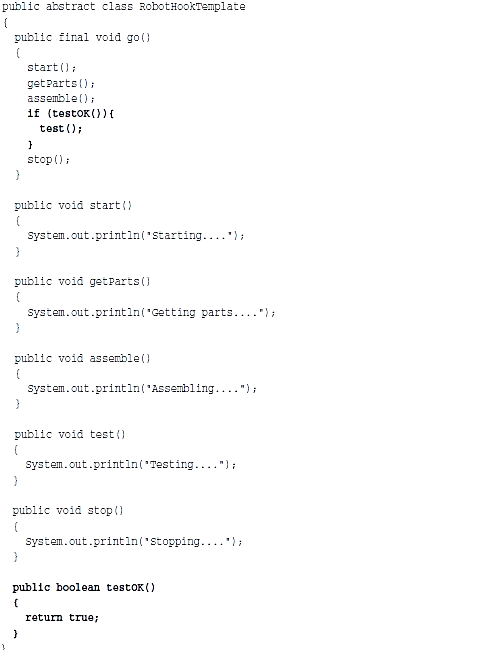 public abstract class RobotHookTemplate
{
public final void go()
{
start();
getParts();
assemble();
if (testOK()){
test();
}
stop();
}
public void start()
{
System.out.println("Starting....");
}
public void getParts()
{
System.out.println("Getting parts....");
}
public void assemble()
{
System.out.println("Assembling....");
}
public void test()
{
System.out.println("Testing....");
}
public void stop()
{
System.out.println("Stopping....");
}
public boolean testOK()
{
return true;
}
}